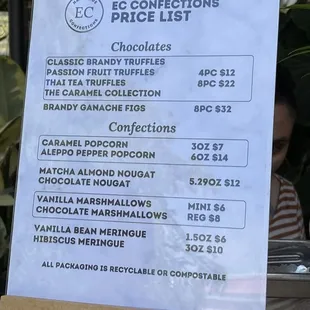 EC
EC CONFECTIONS
PRICE LIST
Chocolates
CLASSIC BRANDY TRUFFLES
PASSION FRUIT TRUFFLES 4PC $12
THAI TEA TRUFFLES 8PC $22
THE CARAMEL COLLECTION
BRANDY GANACHE FIGS 8PC $32
Confections
CARAMEL POPCORN 3OZ $7
ALEPPO PEPPER POPCORN 6OZ $14
MATCHA ALMOND NOUGAT
CHOCOLATE NOUGAT 5.29OZ $12
VANILLA MARSHMALLOWS MINI $6
CHOCOLATE MARSHMALLOWS REG $8
VANILLA BEAN MERINGUE 1.5OZ $6
HIBISCUS MERINGUE 3OZ $10
ALL PACKAGING IS RECYCLABLE OR COMPOSTABLE